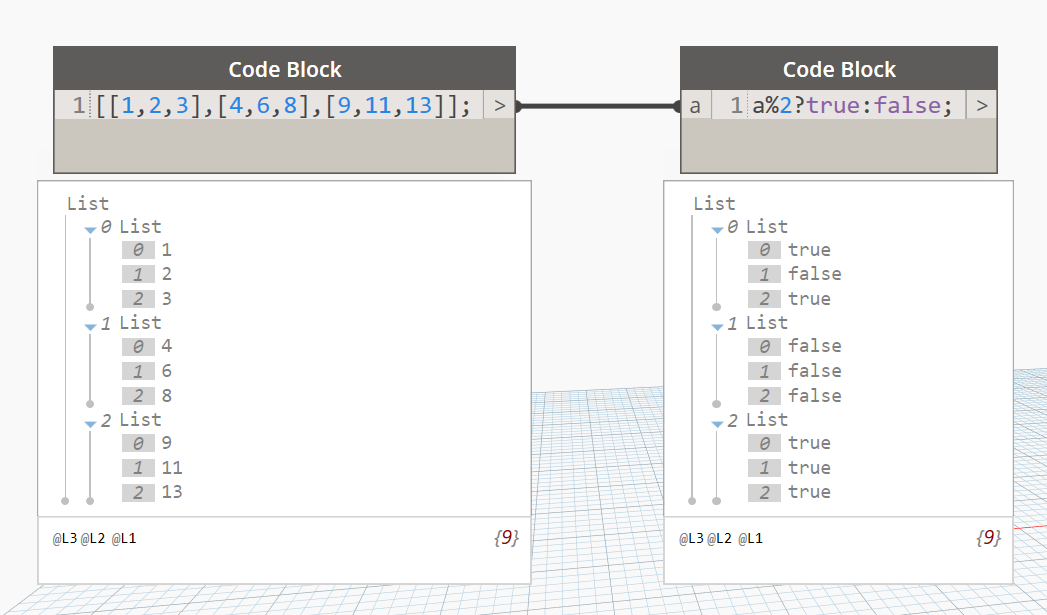 Code Block
1 [[1,2,3],[4,6,8],[9,11,13]]; >
List
0 List
0 1
1 2
2 3
1 List
0 4
1 6
2 8
2 List
0 9
1 11
2 13
@L3 @L2 @L1 {9}
Code Block
a 1 a%2?true:false; >
List
0 List
0 true
1 false
2 true
1 List
0 false
1 false
2 false
2 List
0 true
1 true
2 true
@L3 @L2 @L1 {9}